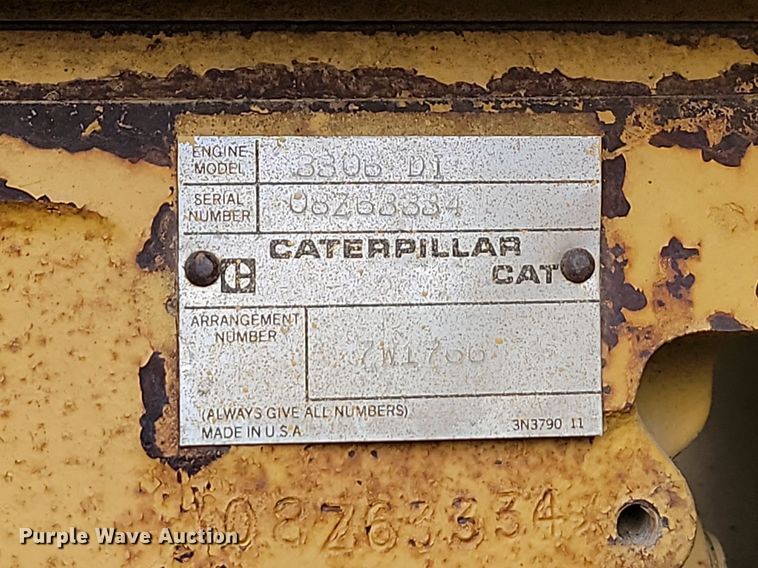 ENGINE MODEL 3306 DI
SERIAL NUMBER 08Z63334
CATERPILLAR
CAT
ARRANGEMENT NUMBER
(ALWAYS GIVE ALL NUMBERS)
MADE IN U.S.A.
3N3790 11
08Z63334
Purple Wave Auction